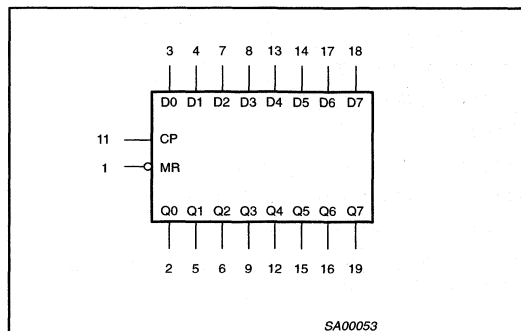 3 4 7 8 13 14 17 18
D0 D1 D2 D3 D4 D5 D6 D7
11 CP
1 MR
Q0 Q1 Q2 Q3 Q4 Q5 Q6 Q7
2 5 6 9 12 15 16 19
SA00053